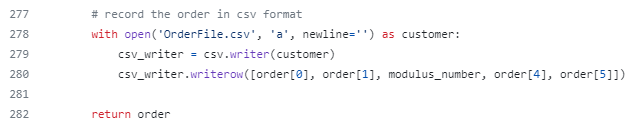 277 # record the order in csv format
278 with open('OrderFile.csv', 'a', newline='') as customer:
279 csv_writer = csv.writer(customer)
280 csv_writer.writerow([order[0], order[1], modulus_number, order[4], order[5]])
281
282 return order